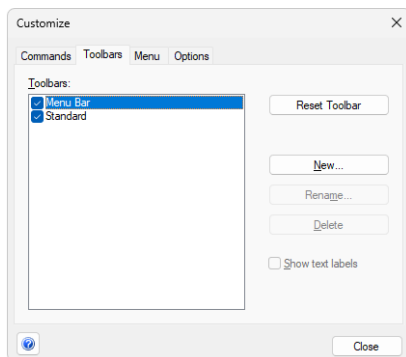 Customize
Commands Toolbars Menu Options
Toolbars:
Menu Bar
Standard
Reset Toolbar
New...
Rename...
Delete
Show text labels
Close